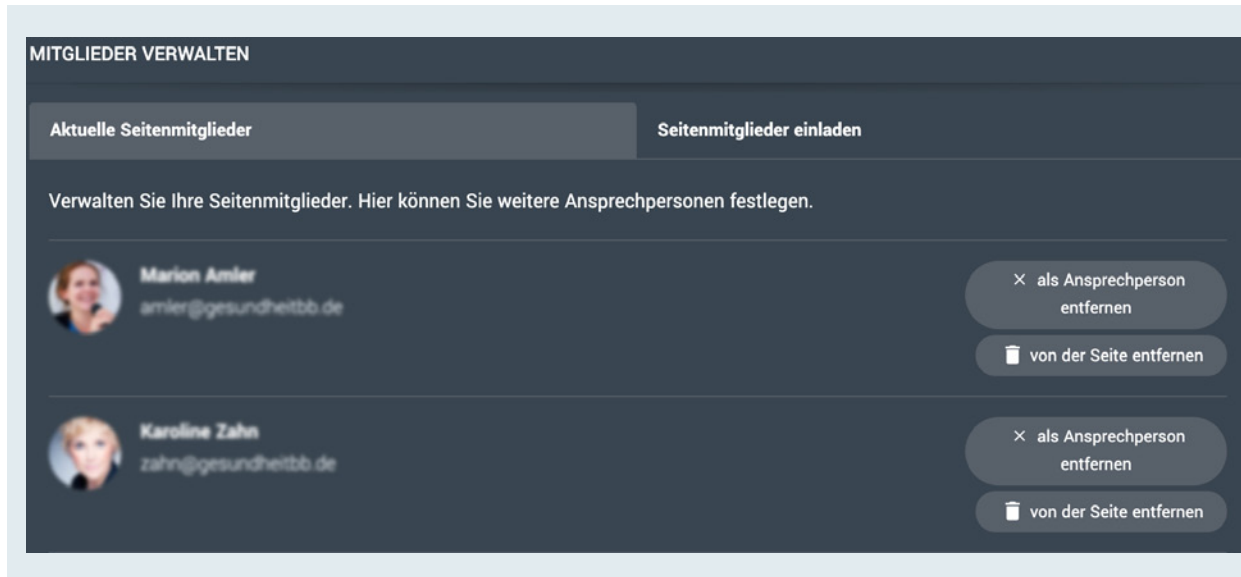 MITGLIEDER VERWALTEN
Aktuelle Seitenmitglieder
Seitenmitglieder einladen
Verwalten Sie Ihre Seitenmitglieder. Hier können Sie weitere Ansprechpersonen festlegen.
Marion Amler
amler@gesundheitbb.de
als Ansprechperson
entfernen
von der Seite entfernen
Karoline Zahn
zahn@gesundheitbb.de
als Ansprechperson
entfernen
von der Seite entfernen